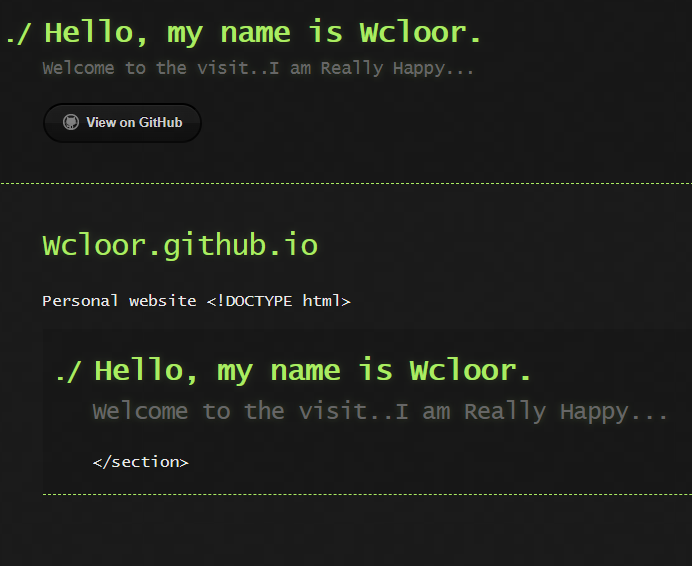 ./ Hello, my name is Wcloor.
Welcome to the visit..I am Really Happy...
View on GitHub
Wcloor.github.io
Personal website <!DOCTYPE html>
./ Hello, my name is Wcloor.
Welcome to the visit..I am Really Happy...
</section>